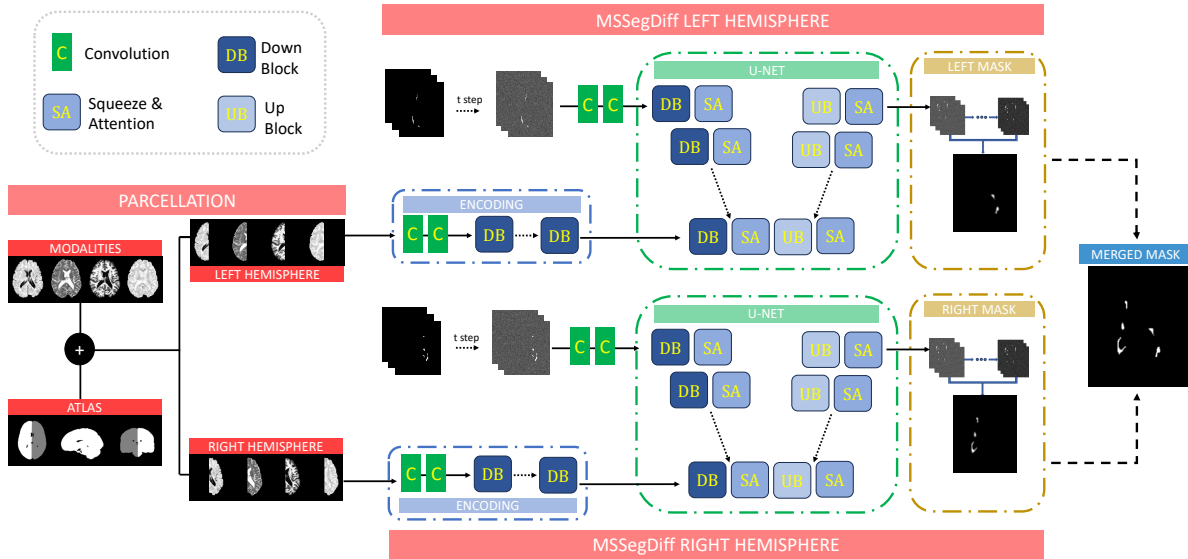 MSSegDiff LEFT HEMISPHERE
C
Convolution
DB
Down
Block
SA
Squeeze &
Attention
UB
Up
Block
t step
C C
U-NET
DB SA
UB SA
DB SA
UB SA
DB SA UB SA
LEFT MASK
PARCELLATION
MODALITIES
LEFT HEMISPHERE
ENCODING
C C DB DB
MERGED MASK
+
ATLAS
RIGHT HEMISPHERE
t step
C C
U-NET
DB SA
UB SA
DB SA
UB SA
DB SA UB SA
RIGHT MASK
C C DB DB
ENCODING
MSSegDiff RIGHT HEMISPHERE